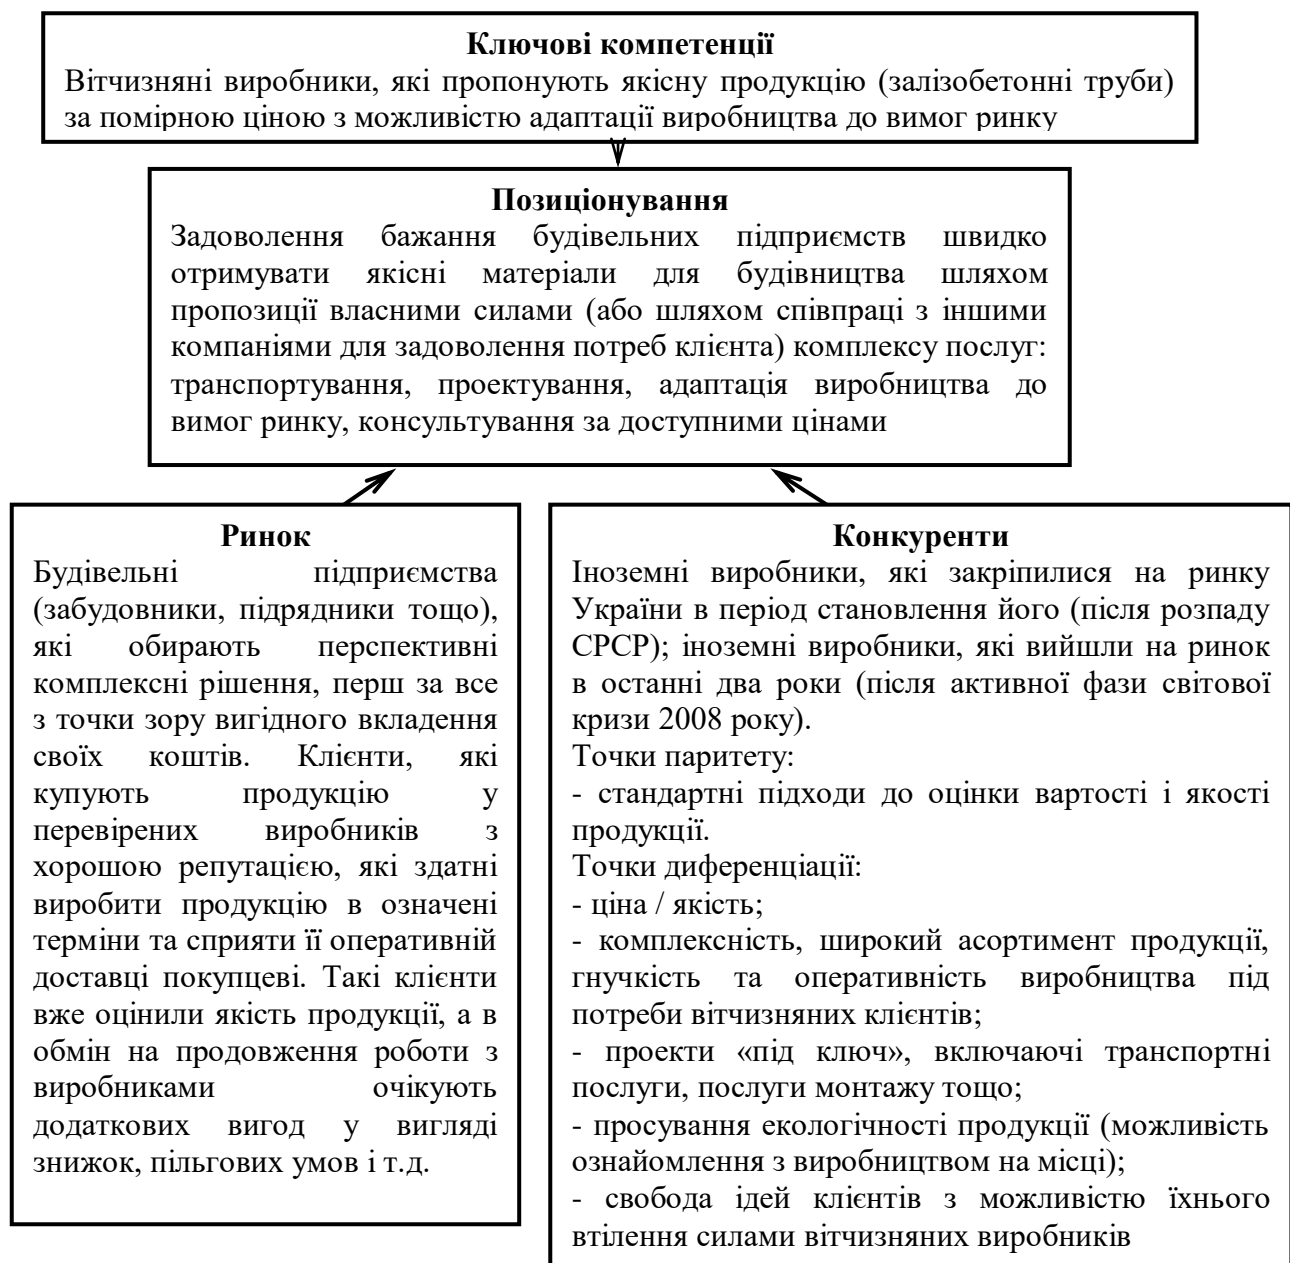 Ключові компетенції
Вітчизняні виробники, які пропонують якісну продукцію (залізобетонні труби)
за помірною ціною з можливістю адаптації виробництва до вимог ринку
Позиціонування
Задоволення бажання будівельних підприємств швидко
отримувати якісні матеріали для будівництва шляхом
пропозиції власними силами (або шляхом співпраці з іншими
компаніями для задоволення потреб клієнта) комплексу послуг:
транспортування, проектування, адаптація виробництва до
вимог ринку, консультування за доступними цінами
Ринок
Будівельні підприємства
(забудовники, підрядники тощо),
які обирають перспективні
комплексні рішення, перш за все
з точки зору вигідного вкладення
своїх коштів. Клієнти, які
купують продукцію у
перевірених виробників з
хорошою репутацією, які здатні
виробити продукцію в означені
терміни та сприяти її оперативній
доставці покупцеві. Такі клієнти
вже оцінили якість продукції, а в
обмін на продовження роботи з
виробниками очікують
додаткових вигод у вигляді
знижок, пільгових умов і т.д.
Конкуренти
Іноземні виробники, які закріпилися на ринку
України в період становлення його (після розпаду
СРСР); іноземні виробники, які вийшли на ринок
в останні два роки (після активної фази світової
кризи 2008 року).
Точки паритету:
- стандартні підходи до оцінки вартості і якості
продукції.
Точки диференціації:
- ціна / якість;
- комплексність, широкий асортимент продукції,
гнучкість та оперативність виробництва під
потреби вітчизняних клієнтів;
- проекти «під ключ», включаючі транспортні
послуги, послуги монтажу тощо;
- просування екологічності продукції (можливість
ознайомлення з виробництвом на місці);
- свобода ідей клієнтів з можливістю їхнього
втілення силами вітчизняних виробників